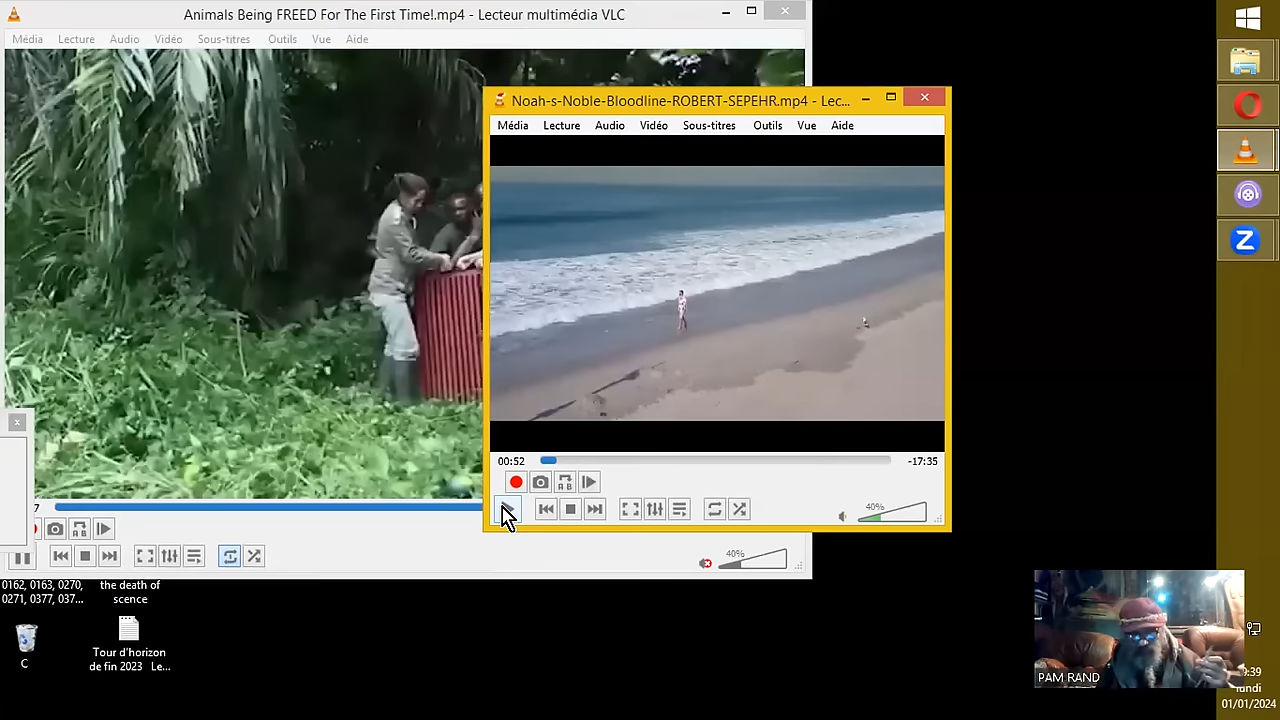 Animals Being FREED For The First Time!.mp4 - Lecteur multimédia VLC
Média Lecture Audio Vidéo Sous-titres Outils Vue Aide
Noah-s-Noble-Bloodline-ROBERT-SEPEHR.mp4 - Lec...
Média Lecture Audio Vidéo Sous-titres Outils Vue Aide
00:52 -17:35
A B
40%
7
A B
40%
0162, 0163, 0270,
0271, 0377, 037...
the death of
scence
C
Tour d'horizon
de fin 2023 Le...
Z
PAM RAND
:39
lundi
01/01/2024